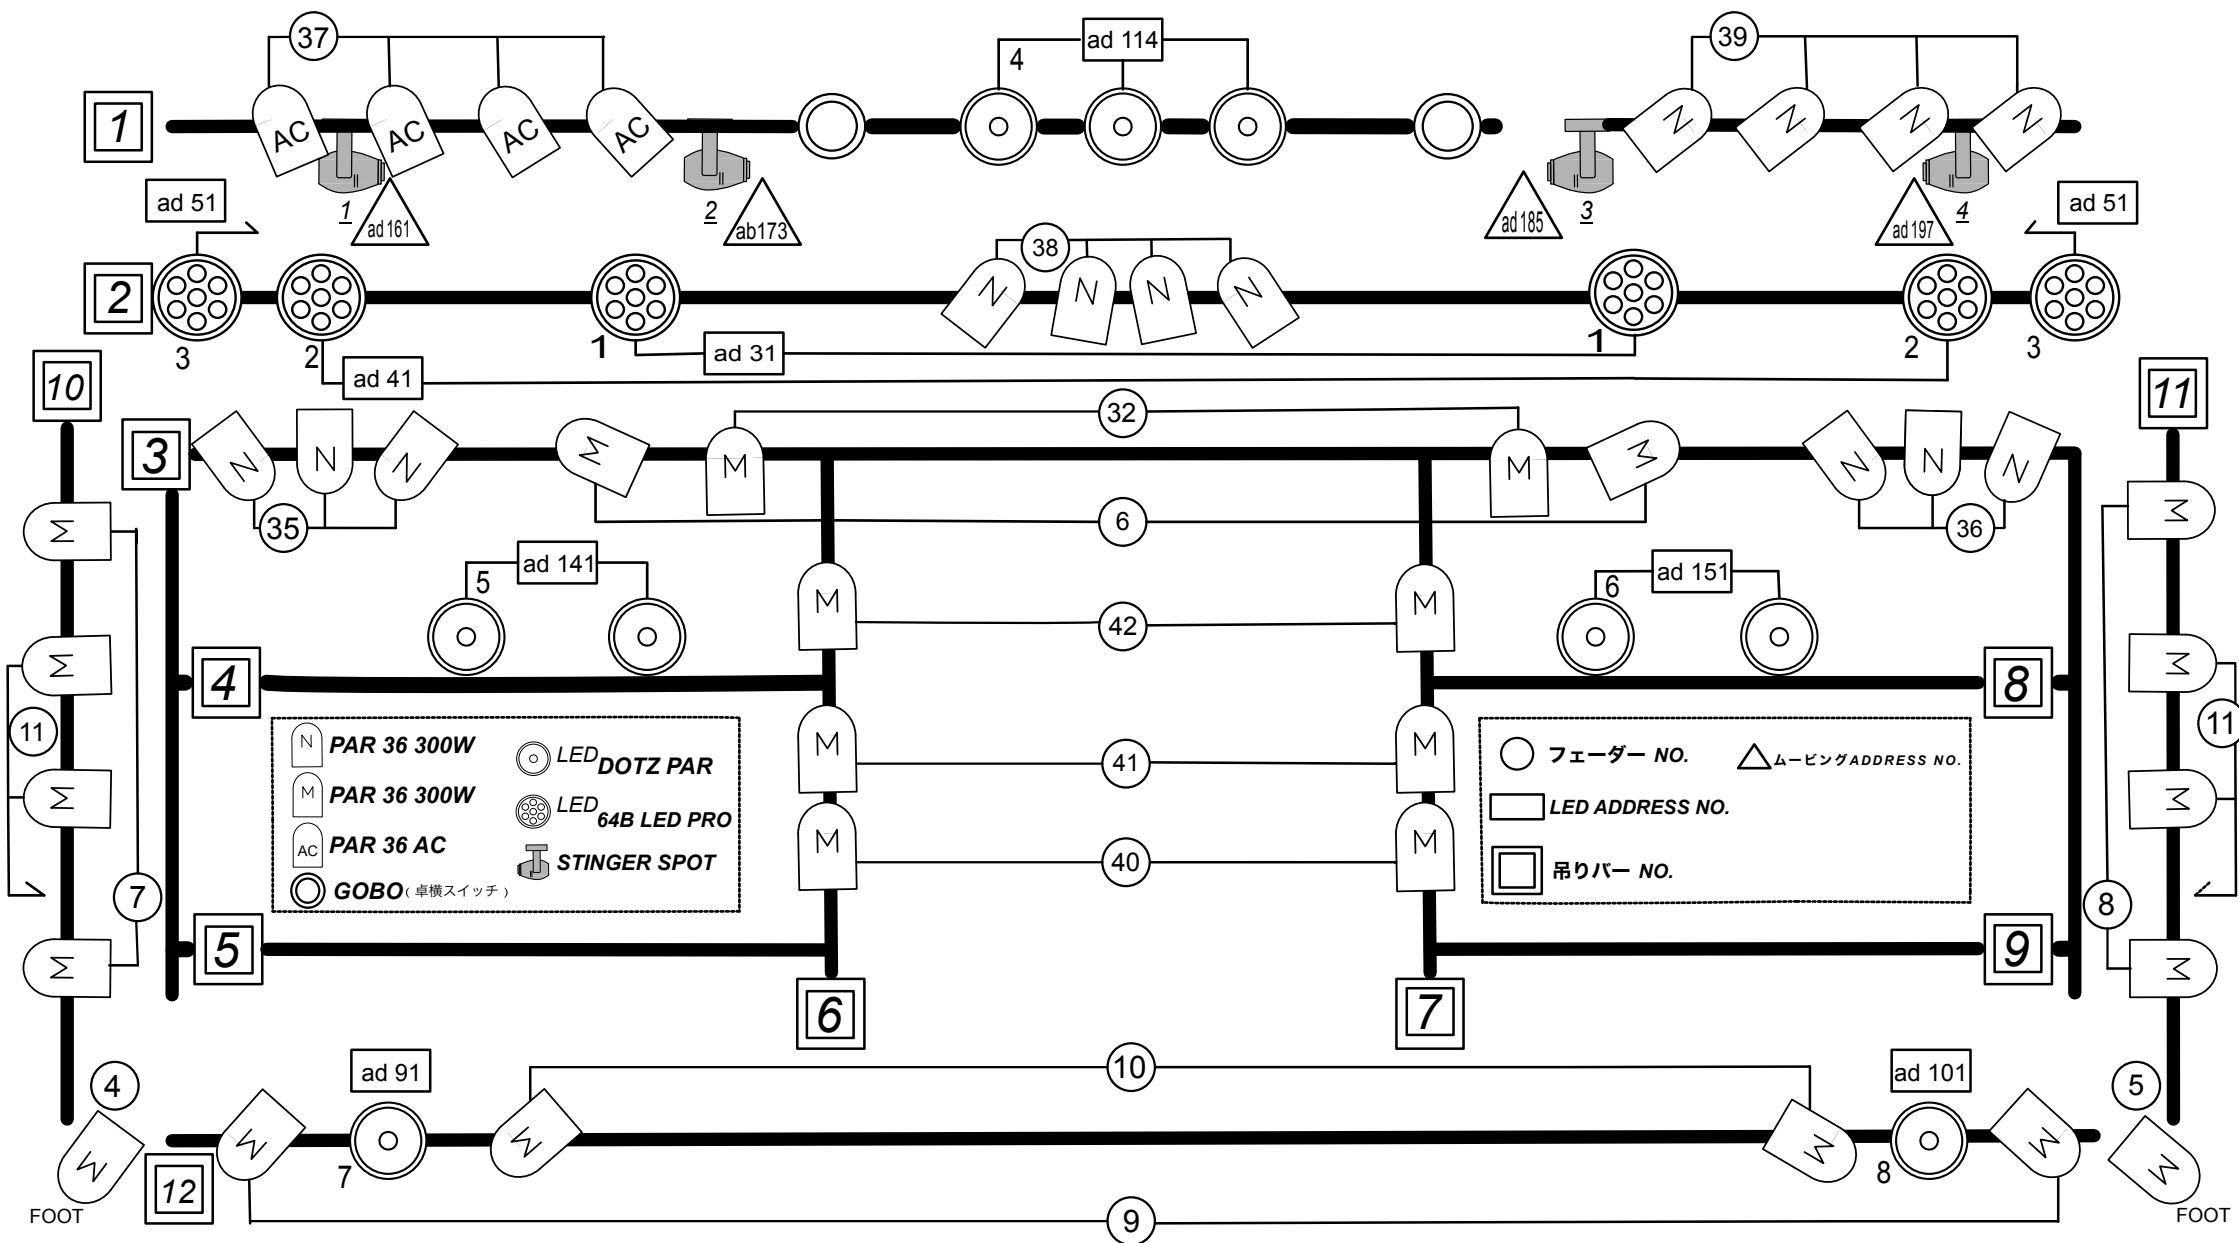 37
ad 114
4
39
1
AC
AC
AC
AC
N
N
N
N
ad 51
1
ad 161
2
ab173
ad 185
3
ad 197
4
ad 51
2
38
N
N
N
N
3
2
1
1
2
3
ad 31
ad 41
10
11
3
32
N
N
N
M
M
M
M
N
N
N
35
6
36
M
M
5
ad 141
6
ad 151
M
42
M
4
8
M
M
11
11
M
M
7
8
PAR 36 300W
N
LED DOTZ PAR
PAR 36 300W
M
LED 64B LED PRO
PAR 36 AC
AC
STINGER SPOT
GOBO ( 卓横スイッチ )
フェーダー NO.
ムービングADDRESS NO.
LED ADDRESS NO.
吊りバー NO.
M
41
M
M
40
M
M
M
5
9
6
7
4
ad 91
10
ad 101
5
M
M
M
M
M
M
7
8
12
FOOT
9
FOOT